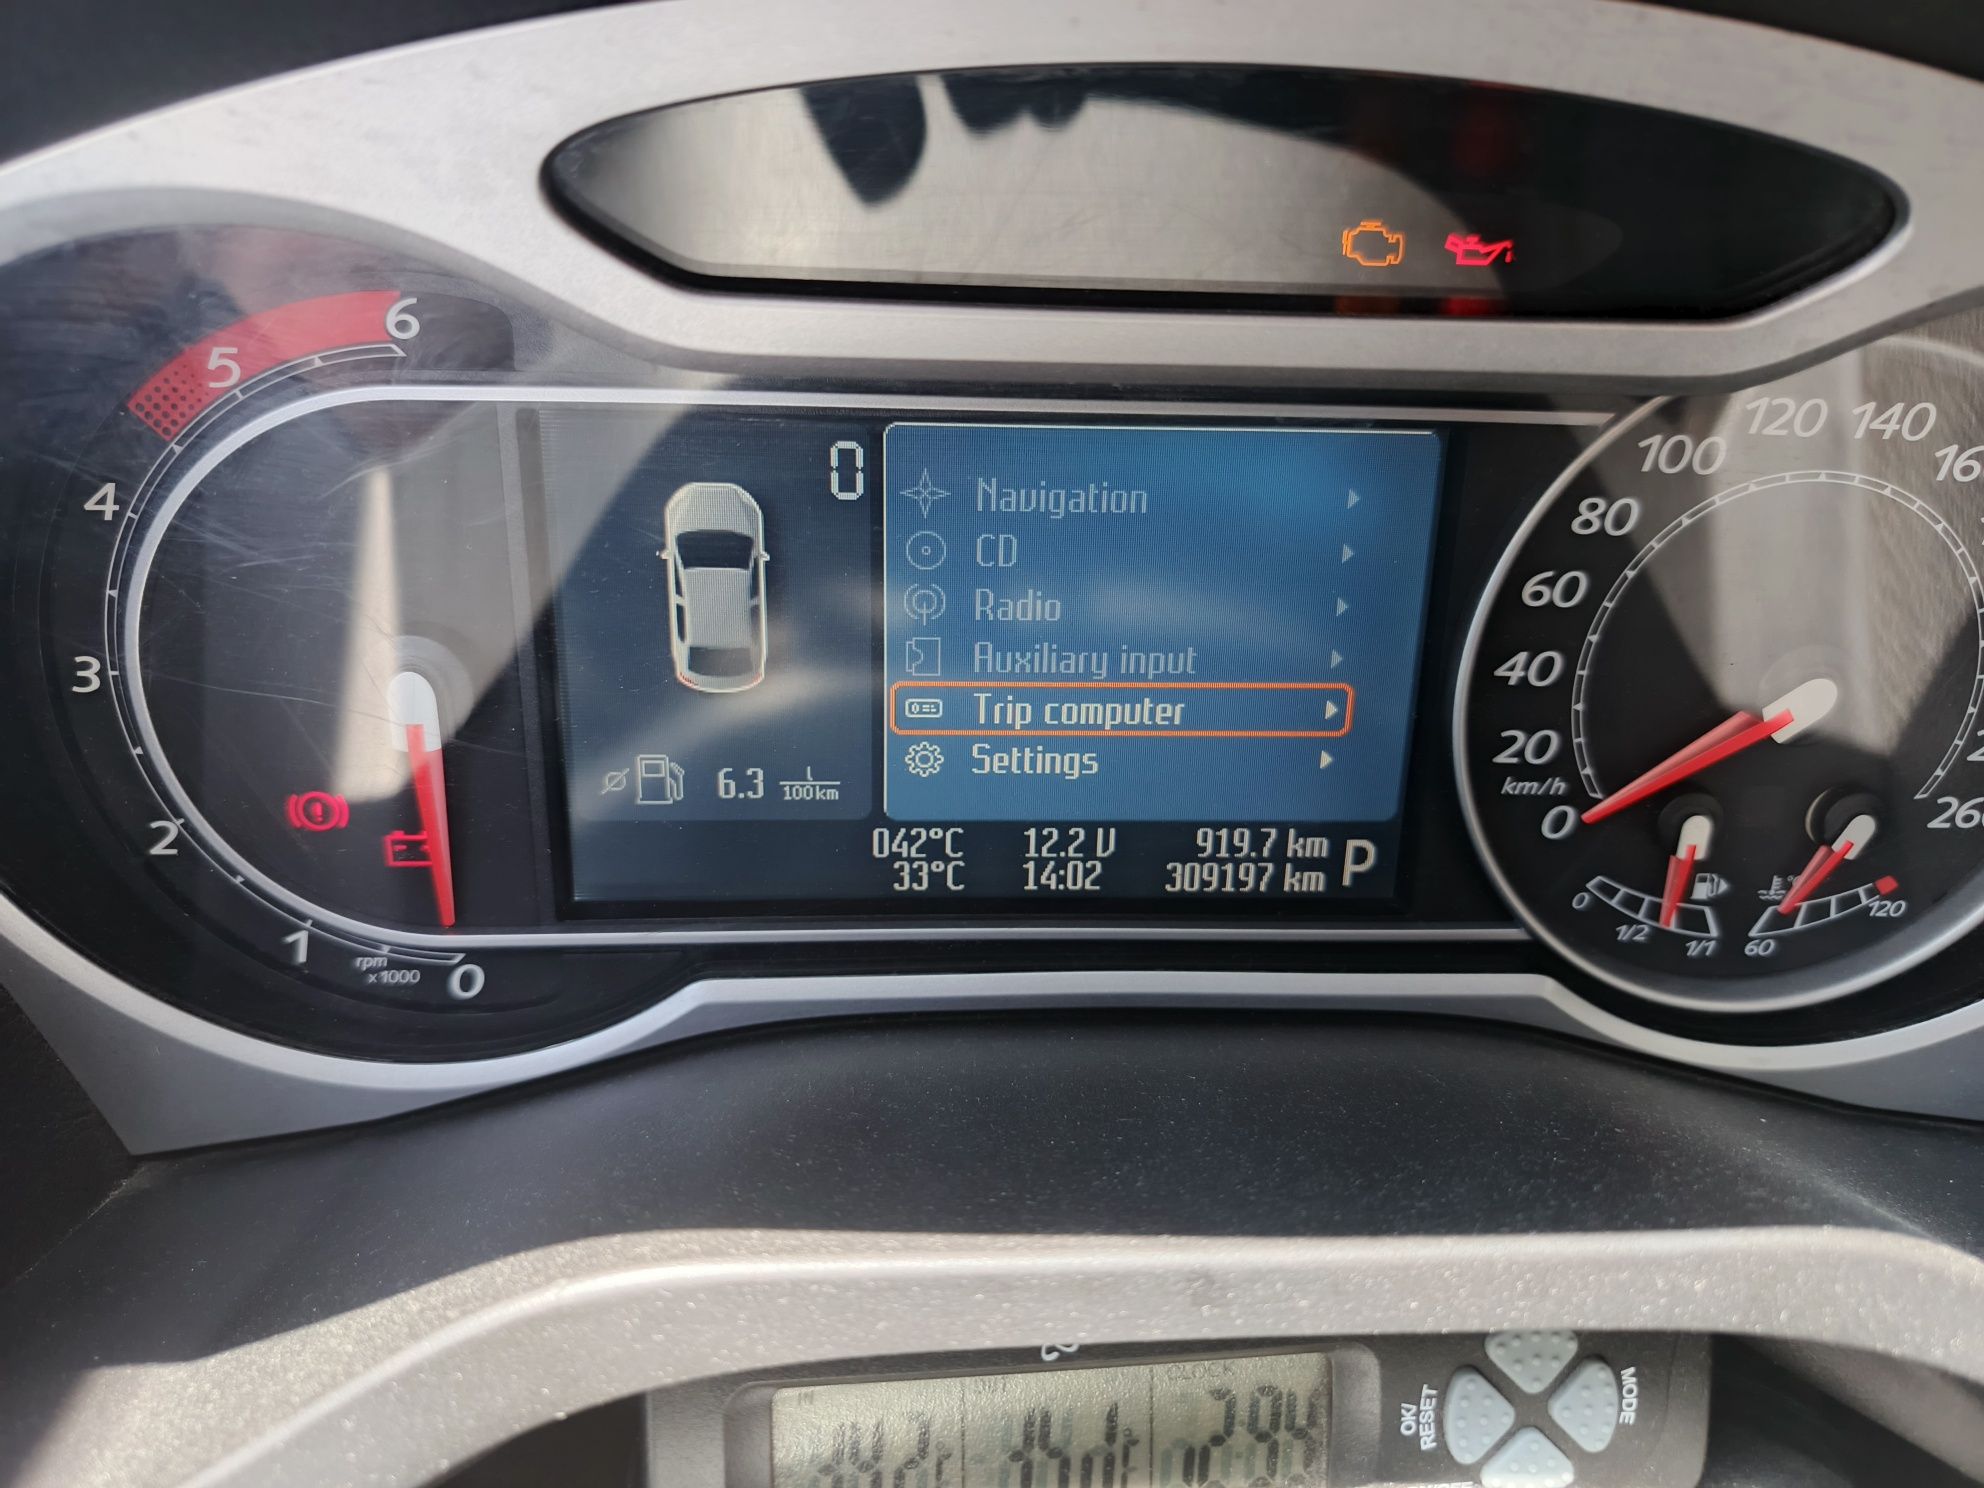 6
5
4
3
2
1
rpm
x1000
0
0
Navigation
CD
Radio
Auxiliary input
Trip computer
Settings
6.3 L
100km
042°C 12.2 V 919.7 km
33°C 14:02 309197 km P
120
140
100
80
60
40
20
km/h
0
0
1/2
1/1
60
°C
120
CLOCK
OK/
RESET
MODE